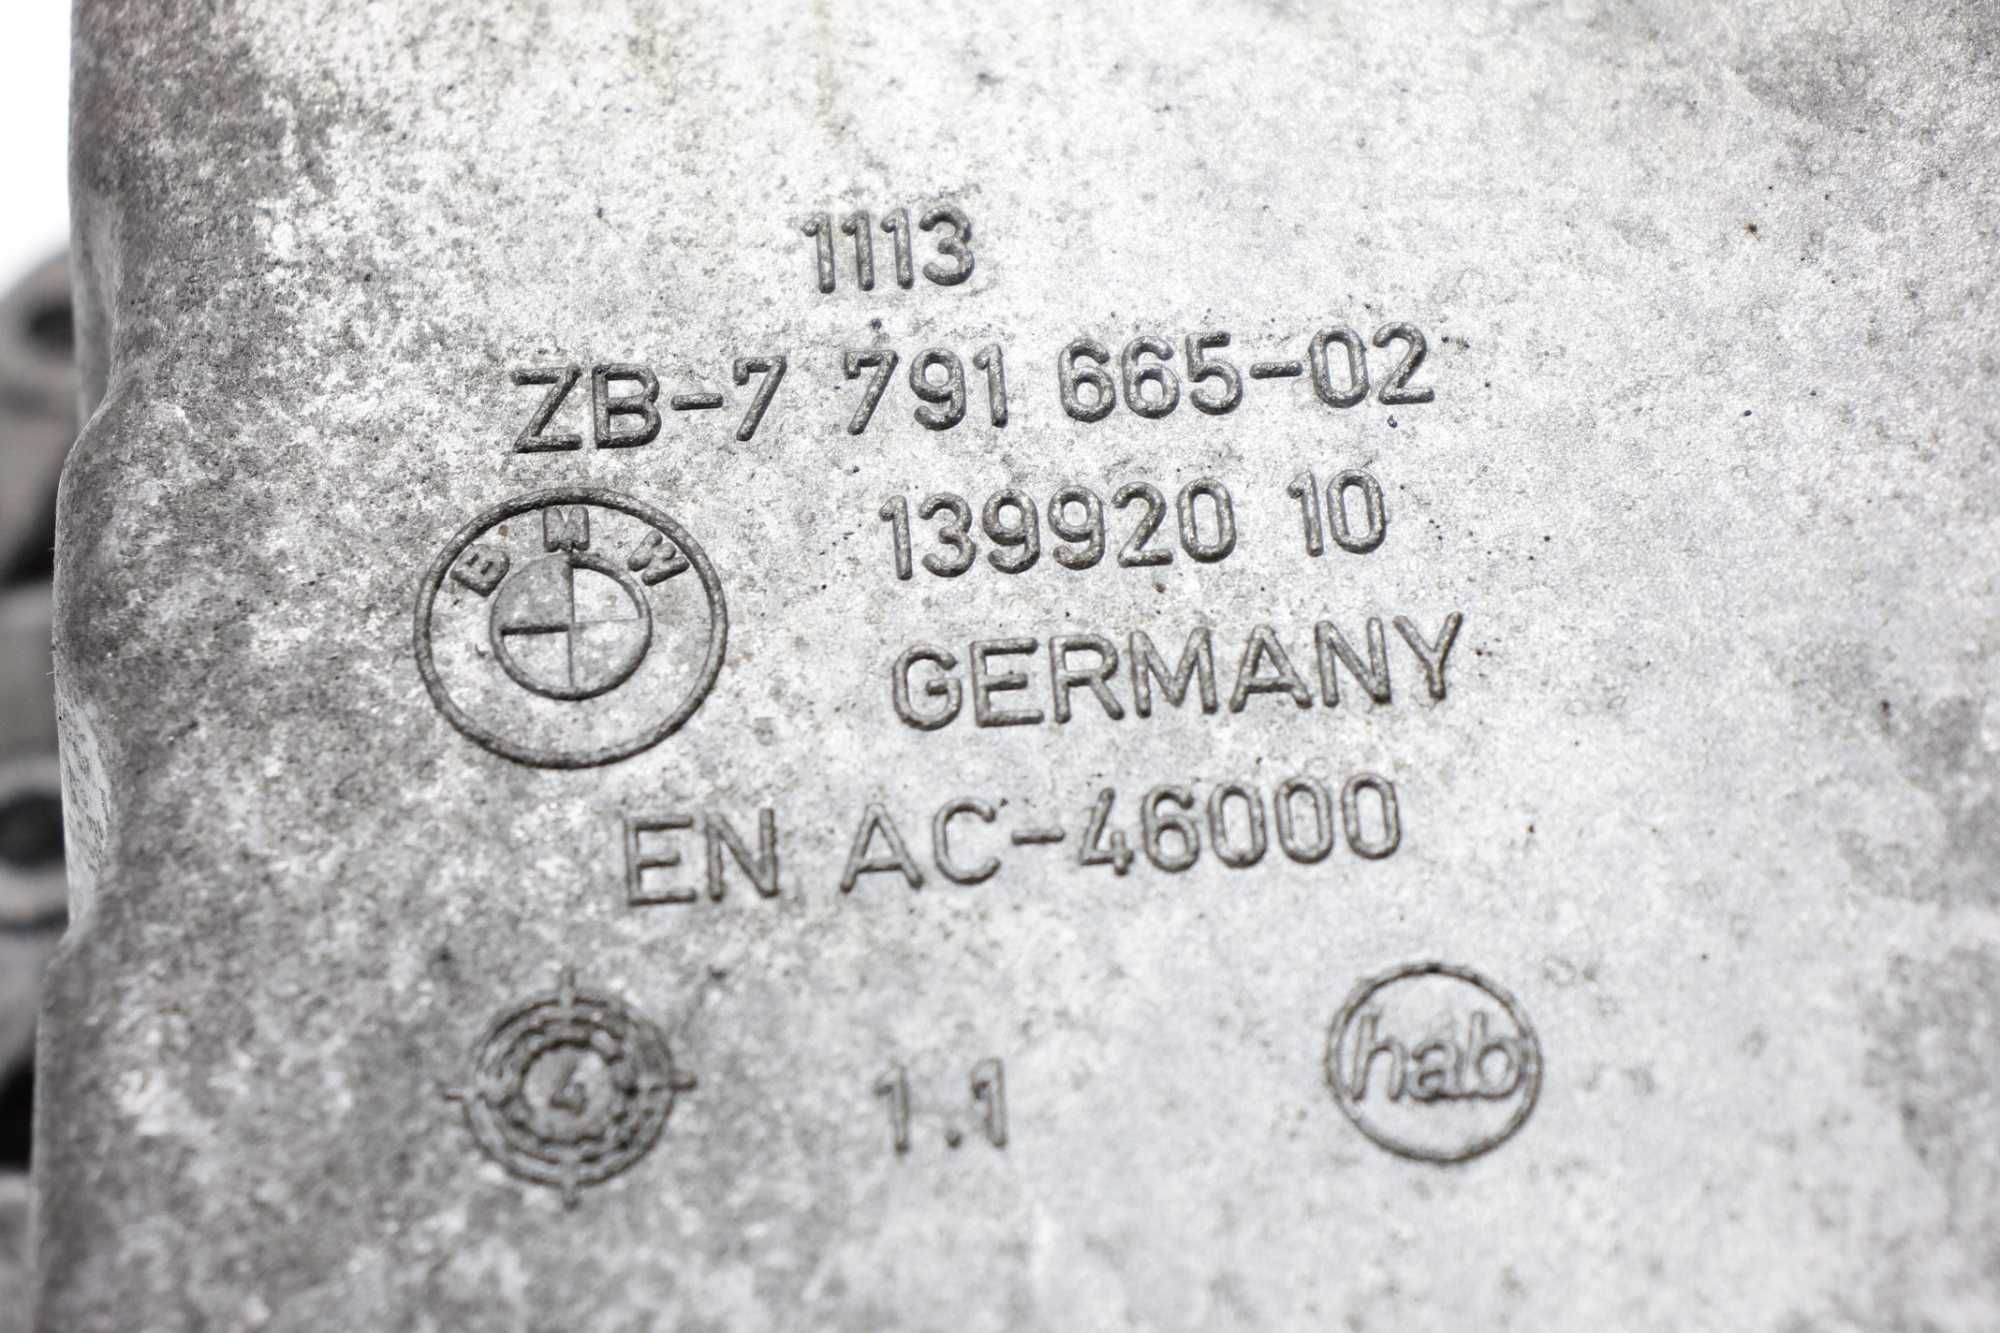 1113
ZB-7 791 665-02
139920 10
BMW
GERMANY
EN AC-46000
4
1.1
hab